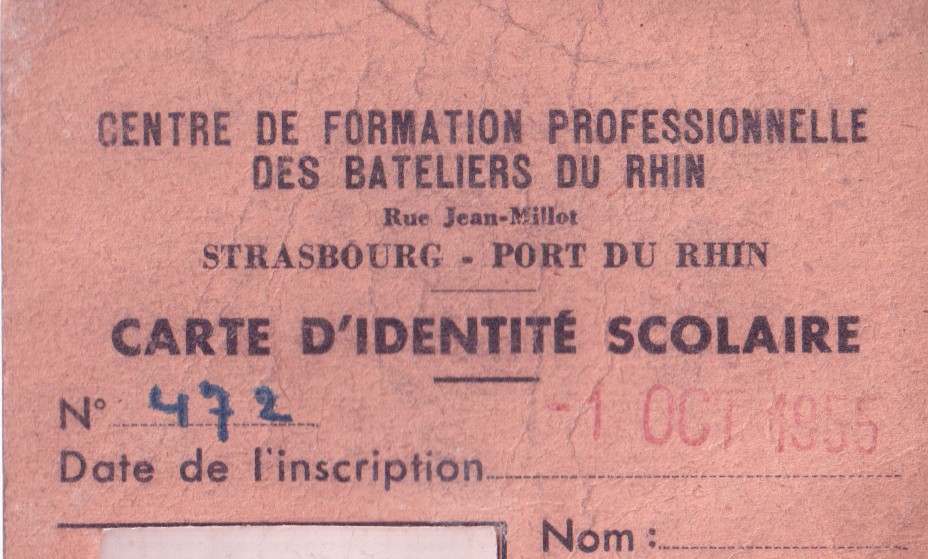 CENTRE DE FORMATION PROFESSIONNELLE
DES BATELIERS DU RHIN
Rue Jean-Millot
STRASBOURG - PORT DU RHIN
CARTE D'IDENTITÉ SCOLAIRE
N° 472
-1 OCT 1955
Date de l'inscription
Nom :